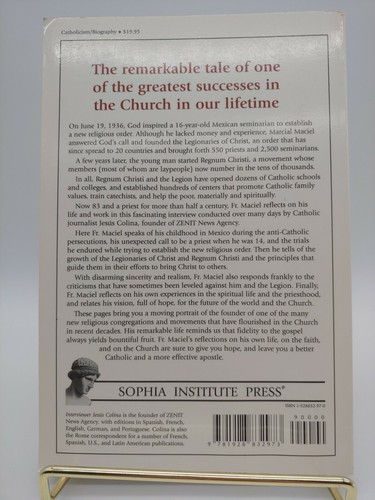 Catholicism/Biography • $19.95
The remarkable tale of one
of the greatest successes in
the Church in our lifetime
On June 19, 1936, God inspired a 16-year-old Mexican seminarian to establish
a new religious order. Although he lacked money and experience, Marcial Maciel
answered God's call and founded the Legionaries of Christ, an order that has
since spread to 20 countries and brought forth 550 priests and 2,500 seminarians.
A few years later, the young man started Regnum Christi, a movement whose
members (most of whom are laypeople) now number in the tens of thousands.
In all, Regnum Christi and the Legion have opened dozens of Catholic schools
and colleges, and established hundreds of centers that promote Catholic family
values, train catechists, and help the poor, materially and spiritually.
Now 83 and a priest for more than half a century, Fr. Maciel reflects on his
life and work in this fascinating interview conducted over many days by Catholic
journalist Jesús Colina, founder of ZENIT News Agency.
Here Fr. Maciel speaks of his childhood in Mexico during the anti-Catholic
persecutions, his unexpected call to be a priest when he was 14, and the trials
he endured while trying to establish the new religious order. Then he tells of the
growth of the Legionaries of Christ and Regnum Christi and the principles that
guide them in their efforts to bring Christ to others.
With disarming sincerity and realism, Fr. Maciel also responds frankly to the
criticisms that have sometimes been leveled against him and the Legion. Finally,
Fr. Maciel reflects on his own experiences in the spiritual life and the priesthood,
and relates his vision, full of hope, for the future of the world and the Church.
These pages bring you a moving portrait of the founder of one of the many
new religious congregations and movements that have flourished in the Church
in recent decades. His remarkable life reminds us that fidelity to the gospel
always yields bountiful fruit. Fr. Maciel's reflections on his own life, on the faith,
and on the Church are sure to give you hope, and leave you a better
Catholic and a more effective apostle.
SOPHIA INSTITUTE PRESS®
ISBN 1-928832-97-0
90000
Interviewer Jesús Colina is the founder of ZENIT
News Agency, with editions in Spanish, French,
English, German, and Portuguese. Colina is also
the Rome correspondent for a number of French,
Spanish, U.S., and Latin American publications.
9 781928 832973